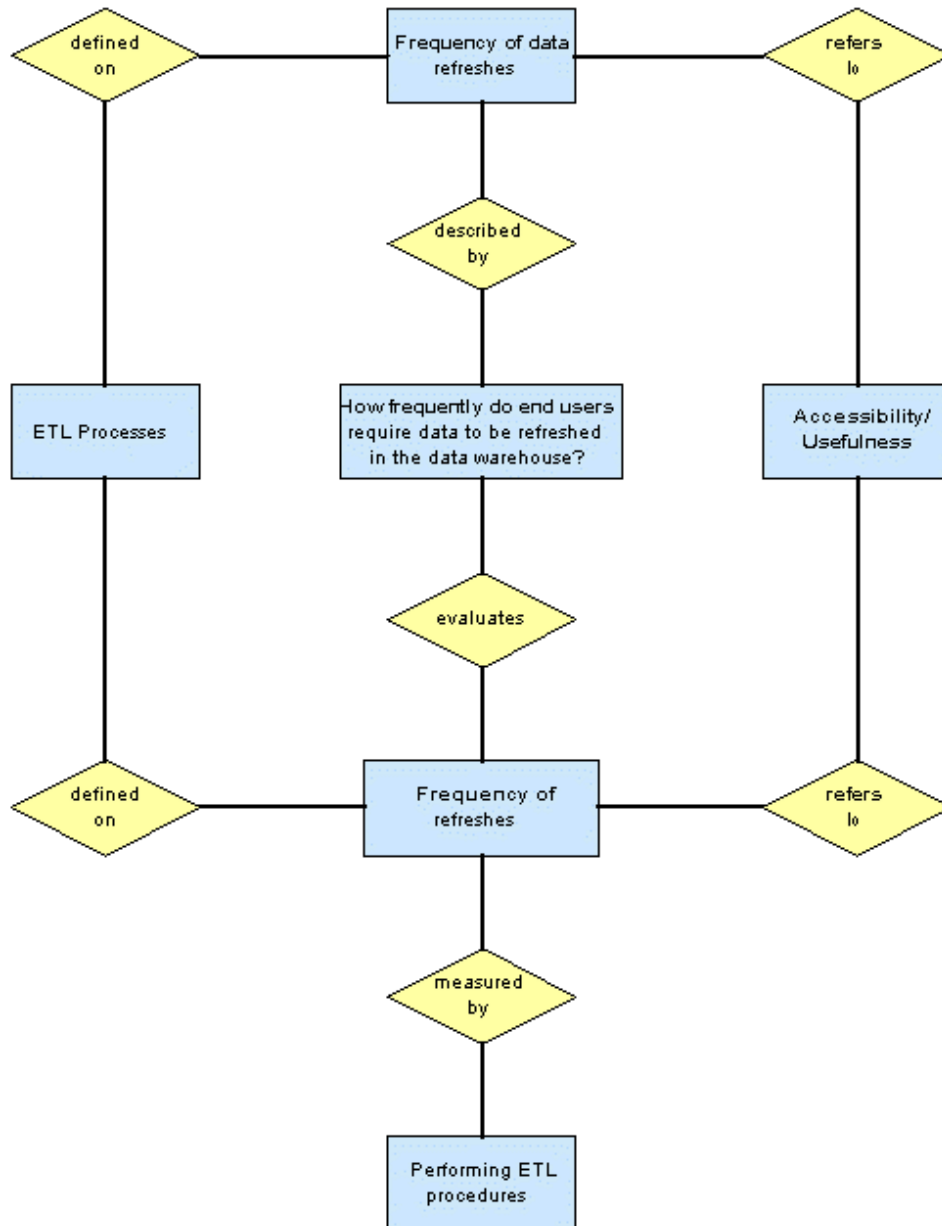 defined
on
Frequency of data
refreshes
refers
to
described
by
ETL Processes
How frequently do end users
require data to be refreshed
in the data warehouse?
Accessibility/
Usefulness
evaluates
defined
on
Frequency of
refreshes
refers
to
measured
by
Performing ETL
procedures